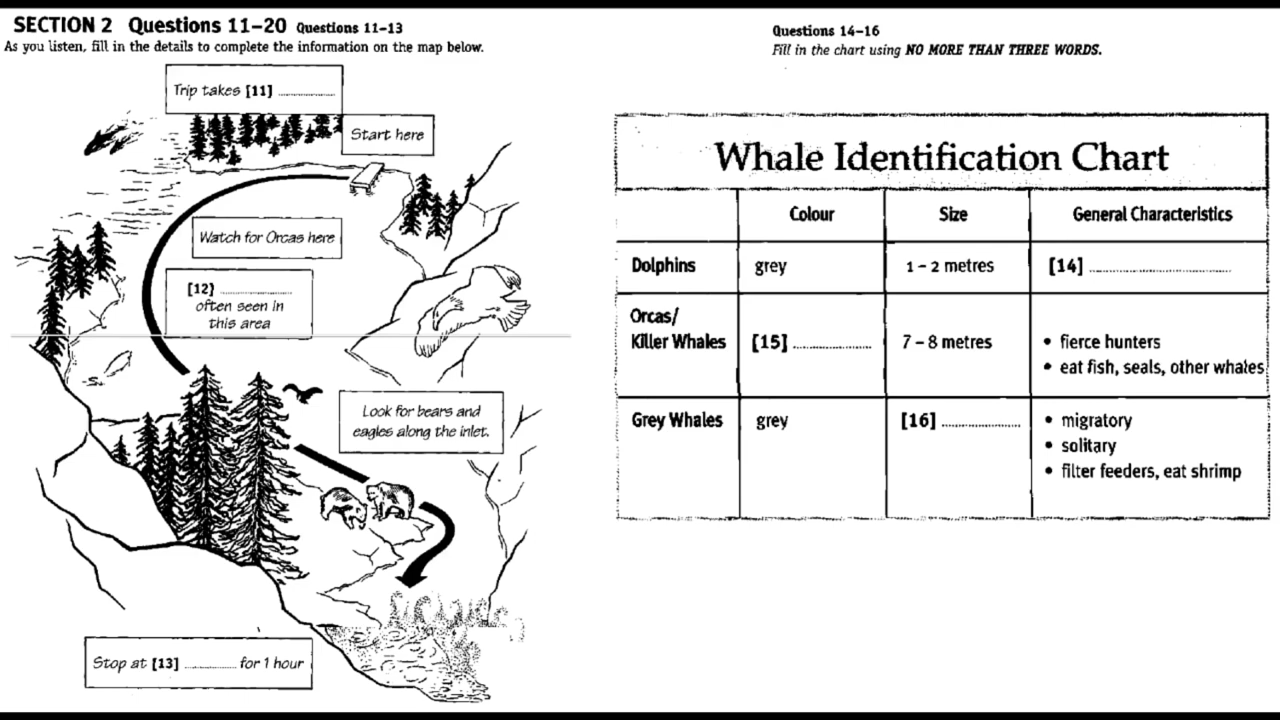 SECTION 2 Questions 11–20 Questions 11–13
As you listen, fill in the details to complete the information on the map below.
Trip takes [11] ................
Start here
Watch for Orcas here
[12] ....................
often seen in
this area
Look for bears and
eagles along the inlet.
Stop at [13] .............. for 1 hour
Questions 14–16
Fill in the chart using NO MORE THAN THREE WORDS.
Whale Identification Chart
Colour Size General Characteristics
Dolphins grey 1 – 2 metres [14] ........................................
Orcas/
Killer Whales [15] ...................... 7 – 8 metres • fierce hunters
• eat fish, seals, other whales
Grey Whales grey [16] ...................... • migratory
• solitary
• filter feeders, eat shrimp